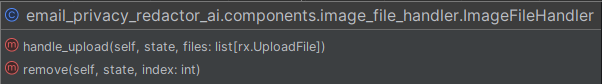 C email_privacy_redactor_ai.components.image_file_handler.ImageFileHandler
m handle_upload(self, state, files: list[rx.UploadFile])
m remove(self, state, index: int)